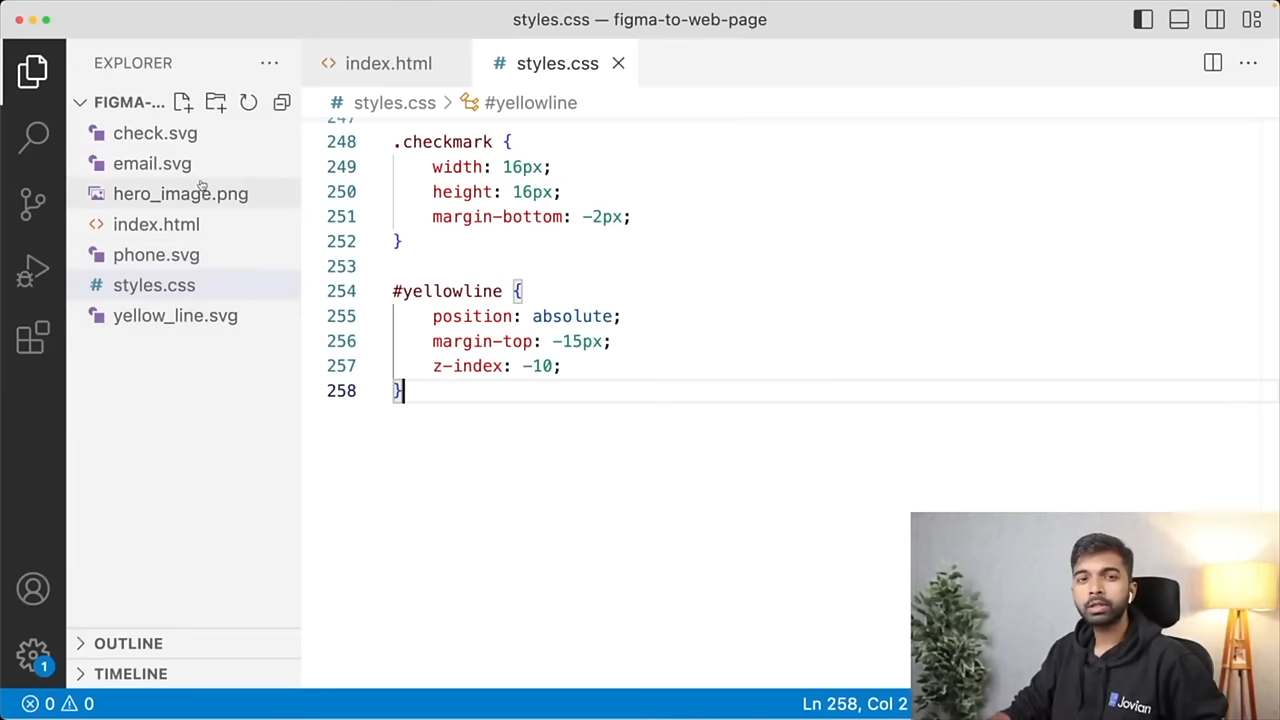 styles.css — figma-to-web-page
EXPLORER
index.html
styles.css
FIGMA-...
styles.css > #yellowline
check.svg
email.svg
hero_image.png
index.html
phone.svg
styles.css
yellow_line.svg
247
248 .checkmark {
249 width: 16px;
250 height: 16px;
251 margin-bottom: -2px;
252 }
253
254 #yellowline {
255 position: absolute;
256 margin-top: -15px;
257 z-index: -10;
258 }
OUTLINE
TIMELINE
1
0 0
Ln 258, Col 2
Jovian